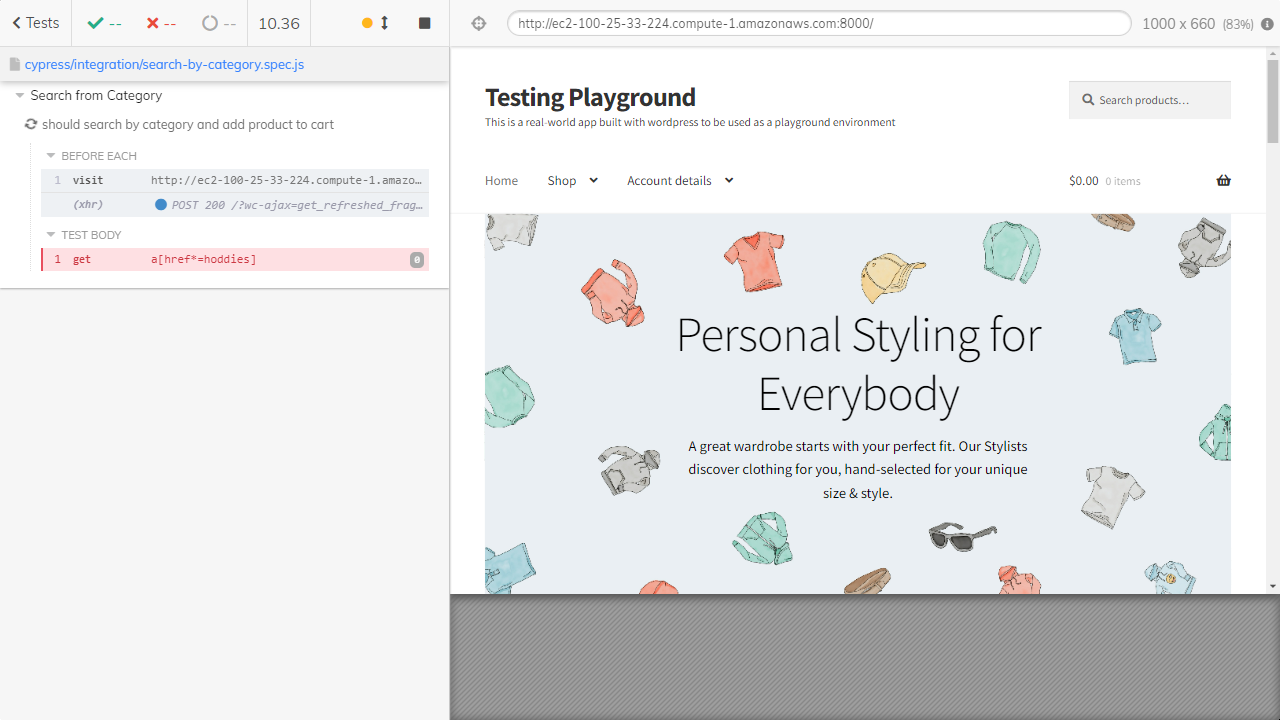 Tests
--
--
--
10.36
http://ec2-100-25-33-224.compute-1.amazonaws.com:8000/
1000 x 660 (83%)
cypress/integration/search-by-category.spec.js
Search from Category
should search by category and add product to cart
BEFORE EACH
1 visit http://ec2-100-25-33-224.compute-1.amazo…
(xhr) POST 200 /?wc-ajax=get_refreshed_frag…
TEST BODY
1 get a[href*=hoddies] 0
Testing Playground
This is a real-world app built with wordpress to be used as a playground environment
Search products…
Home Shop Account details $0.00 0 items
Personal Styling for
Everybody
A great wardrobe starts with your perfect fit. Our Stylists
discover clothing for you, hand-selected for your unique
size & style.